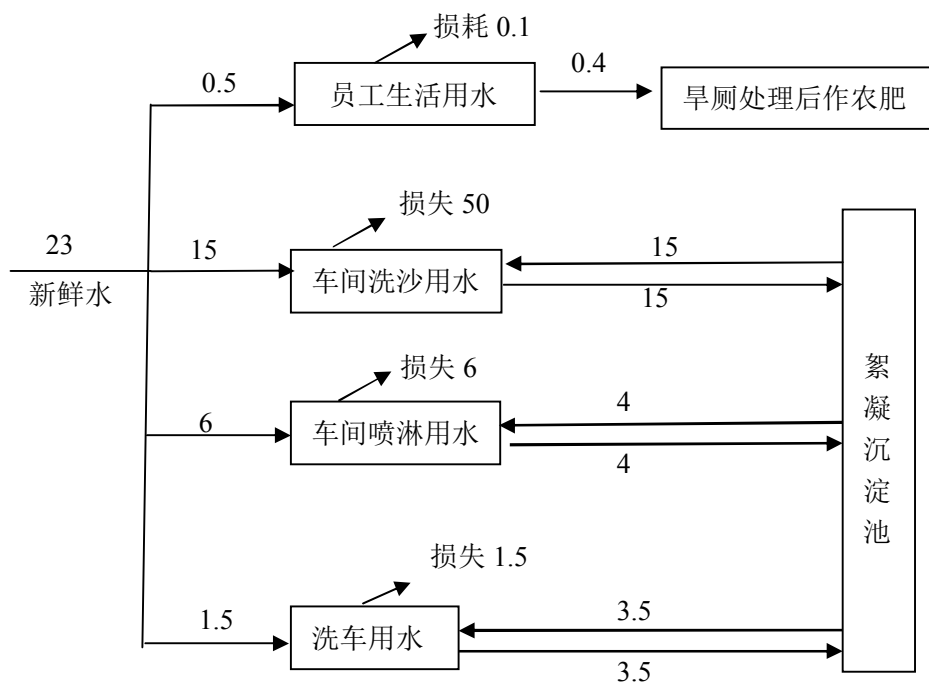 损耗 0.1
0.5
员工生活用水
0.4
旱厕处理后作农肥
23
新鲜水
15
损失 50
车间洗沙用水
15
15
6
损失 6
车间喷淋用水
4
4
絮凝沉淀池
1.5
损失 1.5
洗车用水
3.5
3.5